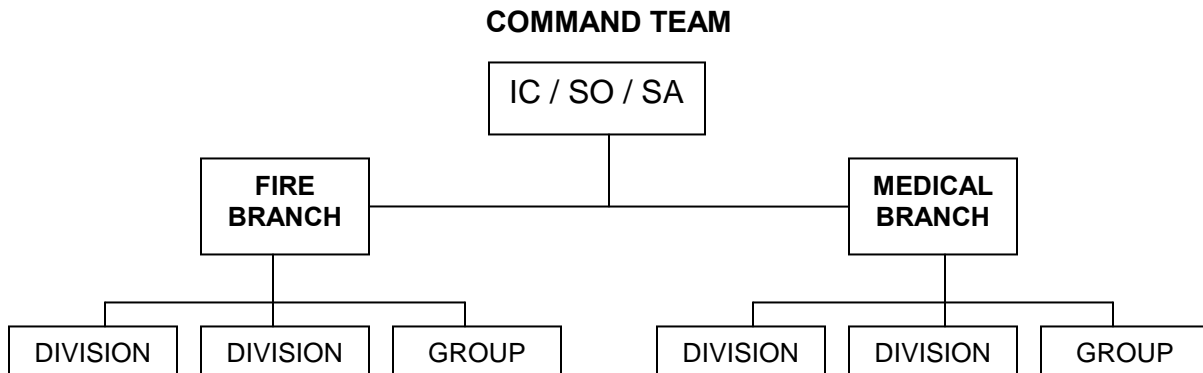 COMMAND TEAM
IC / SO / SA
FIRE
BRANCH
MEDICAL
BRANCH
DIVISION
DIVISION
GROUP
DIVISION
DIVISION
GROUP